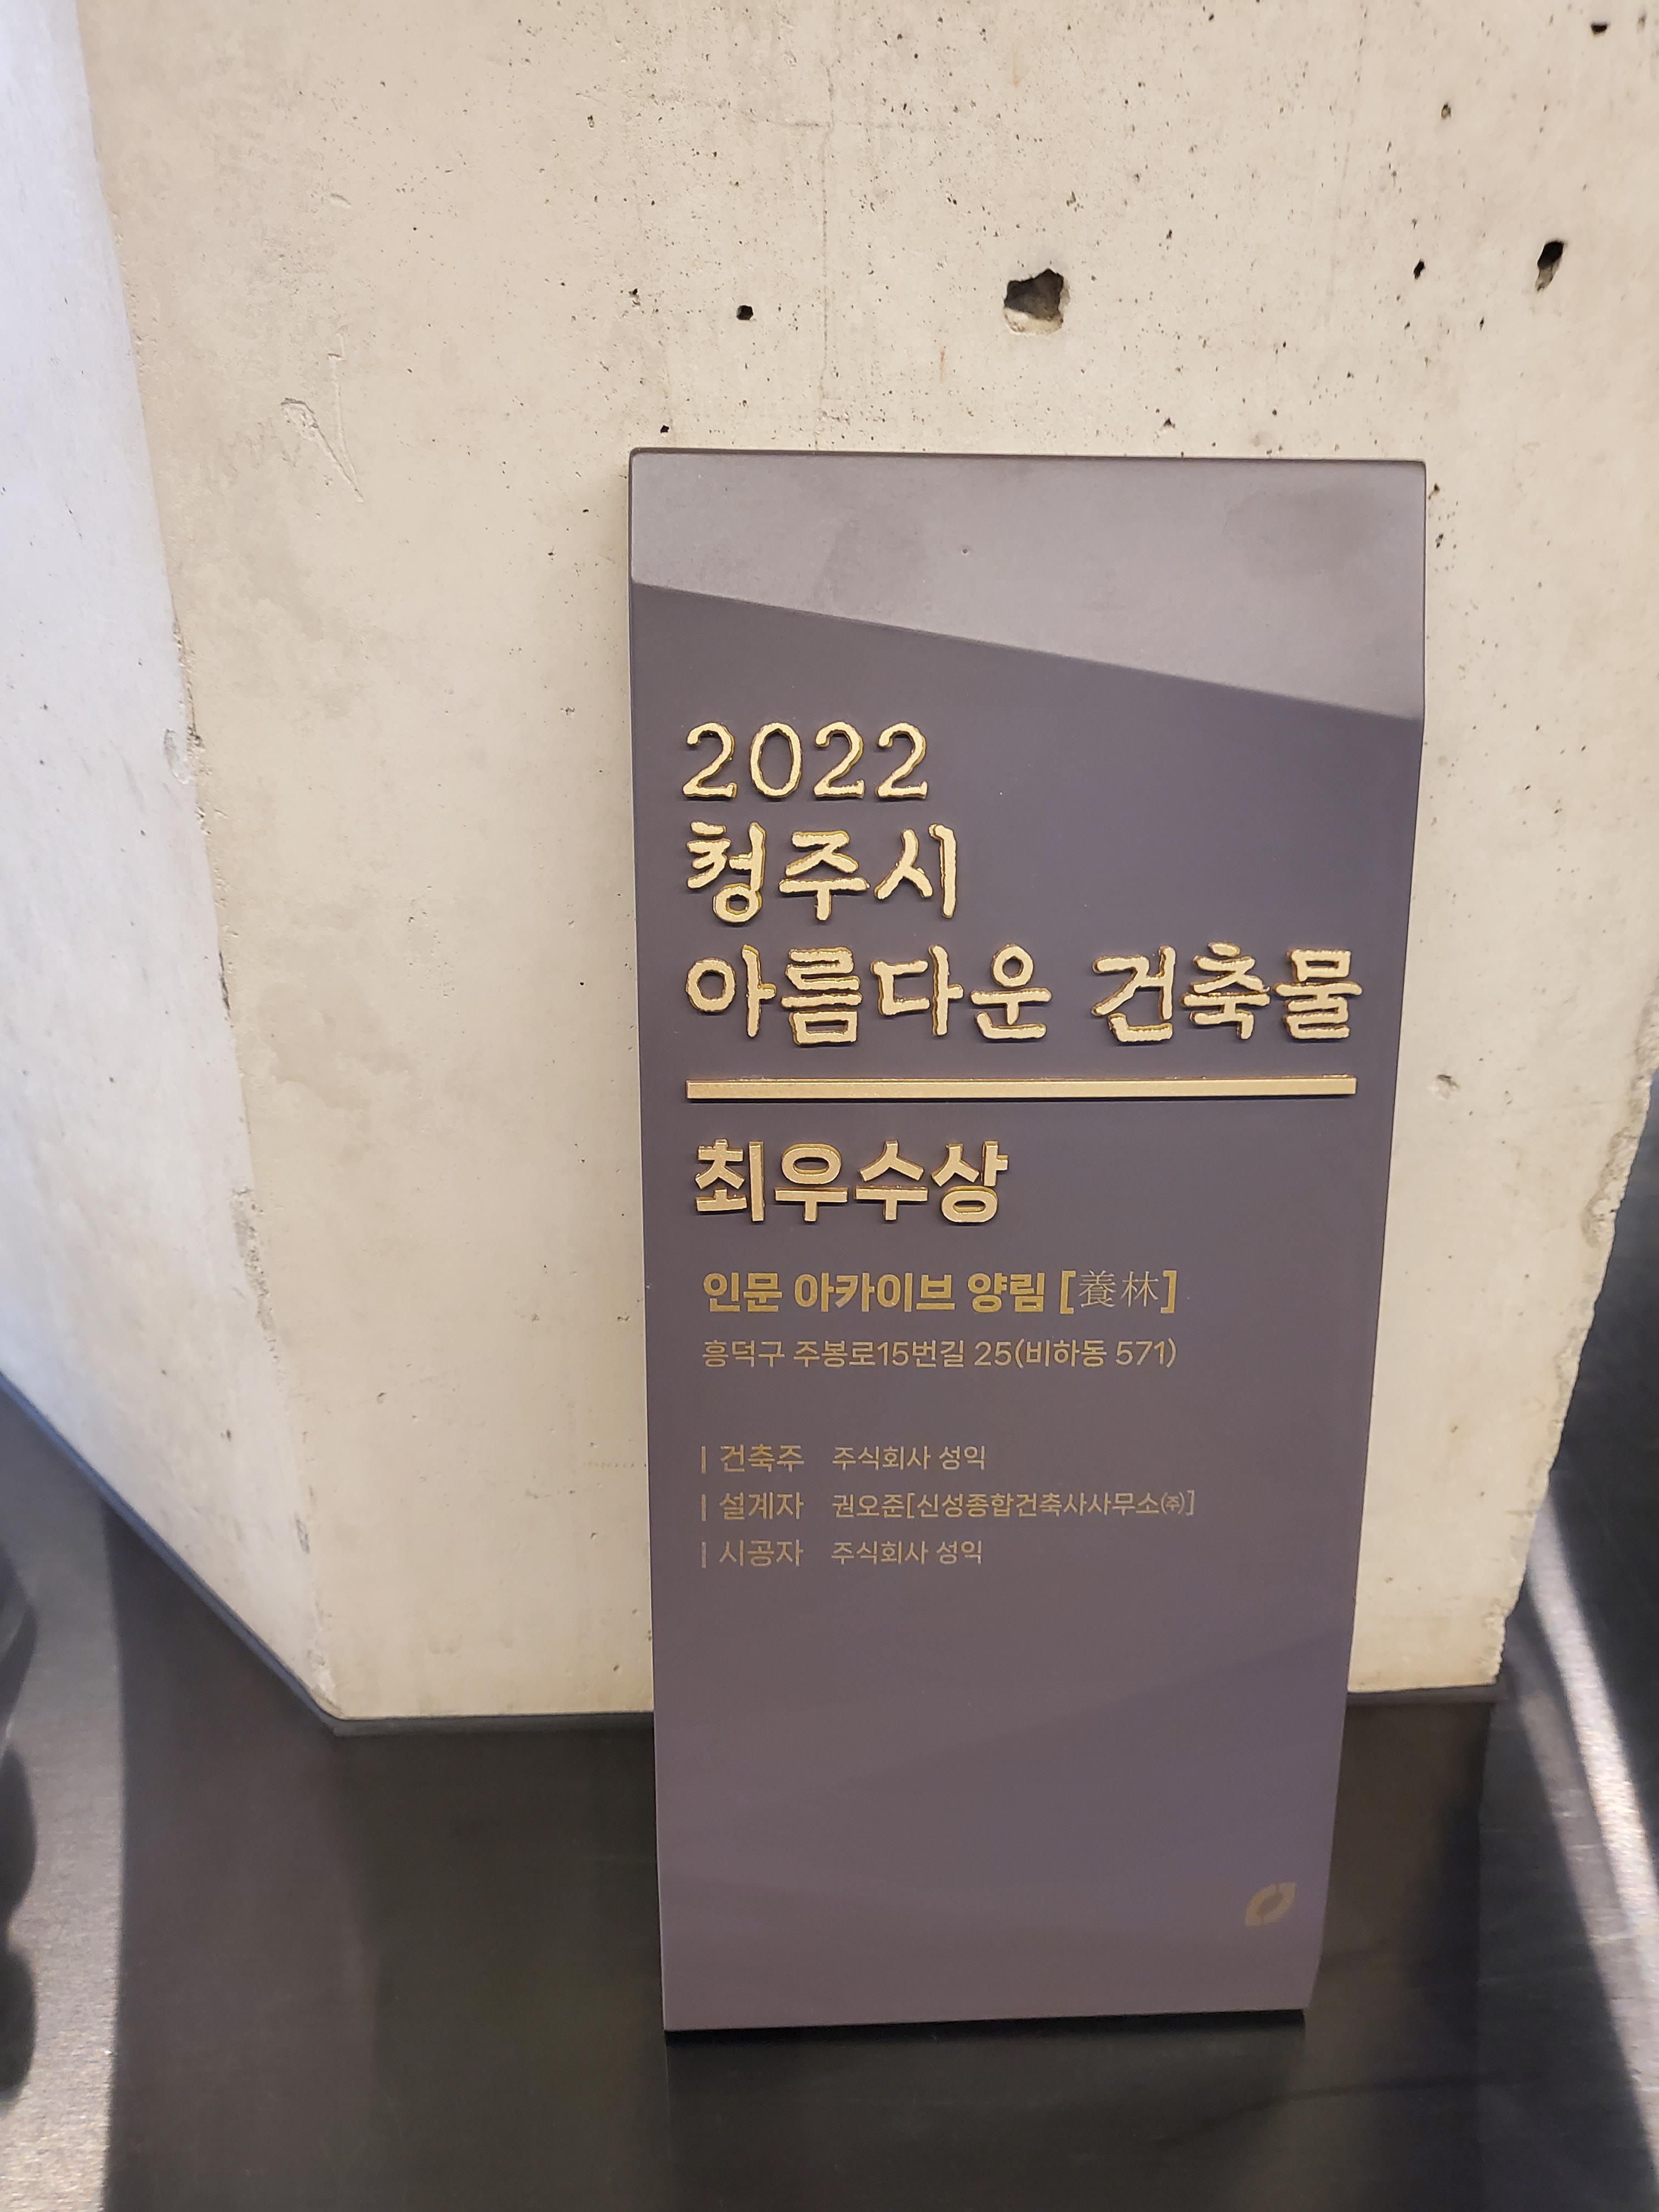 2022
청주시
아름다운 건축물
최우수상
인문 아카이브 양림 [養林]
흥덕구 주봉로15번길 25(비하동 571)
| 건축주 주식회사 성익
| 설계자 권오준[신성종합건축사사무소㈜]
| 시공자 주식회사 성익